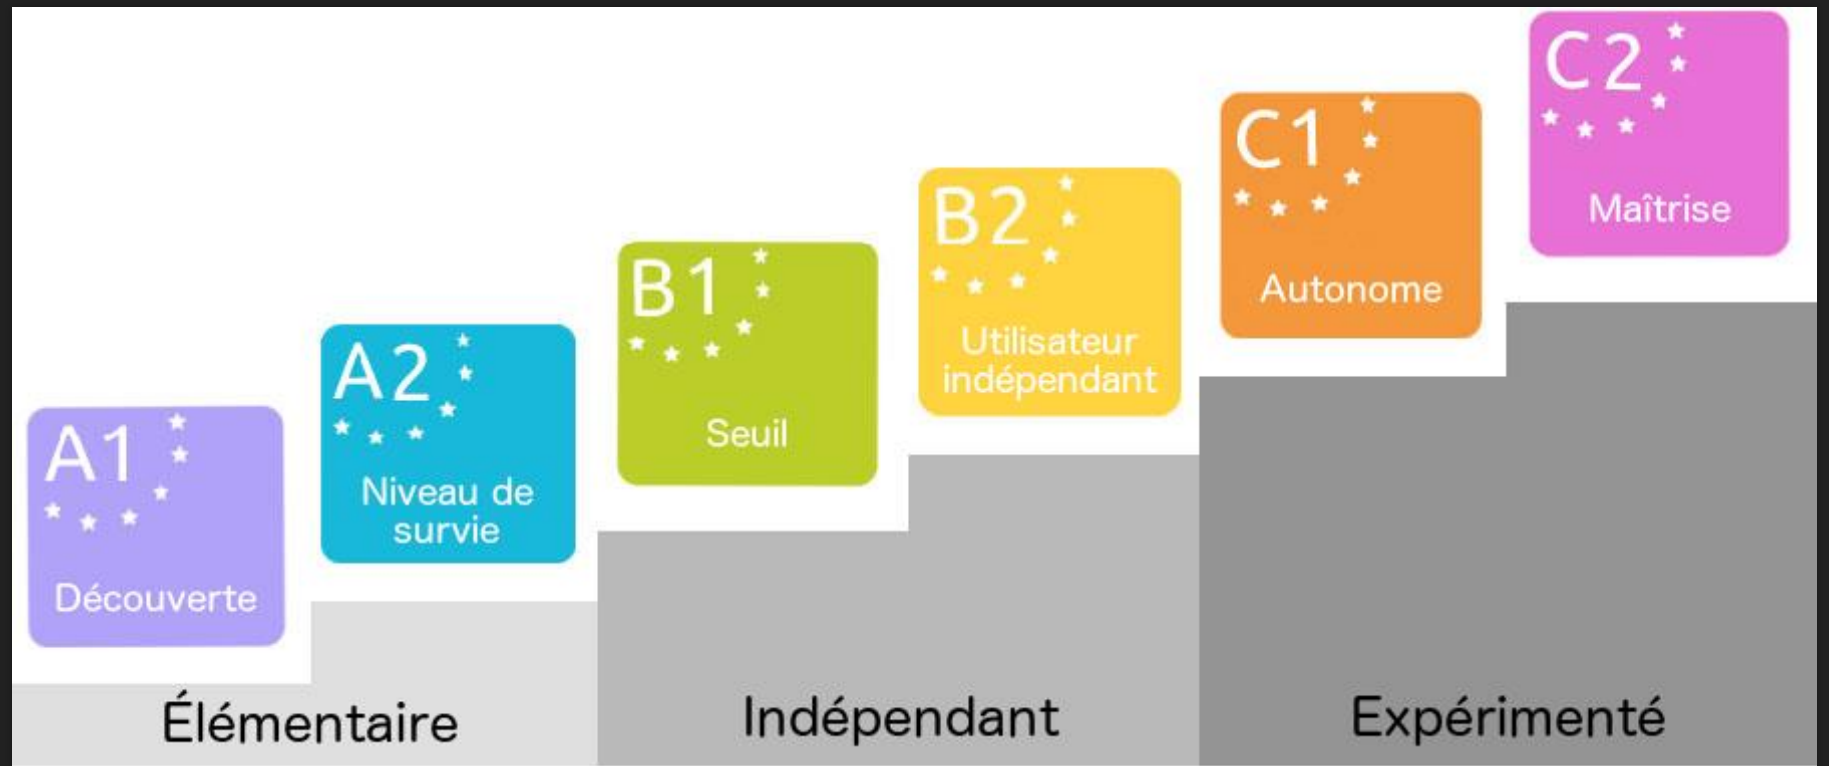 A1
Découverte
A2
Niveau de
survie
B1
Seuil
B2
Utilisateur
indépendant
C1
Autonome
C2
Maîtrise
Élémentaire
Indépendant
Expérimenté